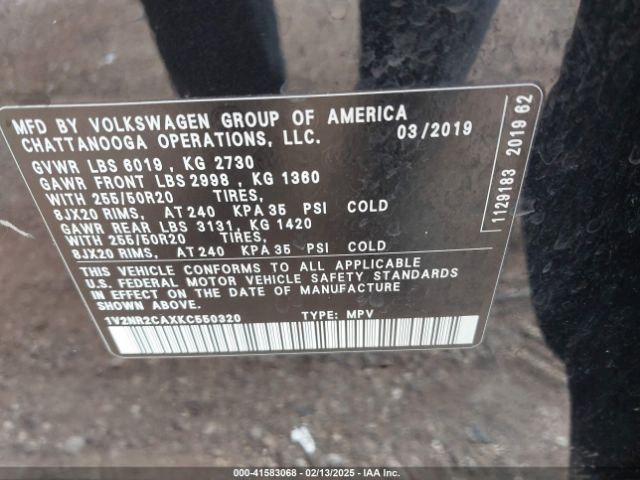 MFD BY VOLKSWAGEN GROUP OF AMERICA
CHATTANOOGA OPERATIONS, LLC. 03/2019
GVWR LBS 6019 , KG 2730
GAWR FRONT LBS 2998 , KG 1360
WITH 255/50R20 TIRES,
8JX20 RIMS, AT 240 KPA 35 PSI COLD
GAWR REAR LBS 3131, KG 1420
WITH 255/50R20 TIRES,
8JX20 RIMS, AT 240 KPA 35 PSI COLD
THIS VEHICLE CONFORMS TO ALL APPLICABLE
U.S. FEDERAL MOTOR VEHICLE SAFETY STANDARDS
IN EFFECT ON THE DATE OF MANUFACTURE
SHOWN ABOVE.
1V2NR2CAXKC550320 TYPE: MPV
1129183 2019 62
000-41583068 - 02/13/2025 - IAA Inc.